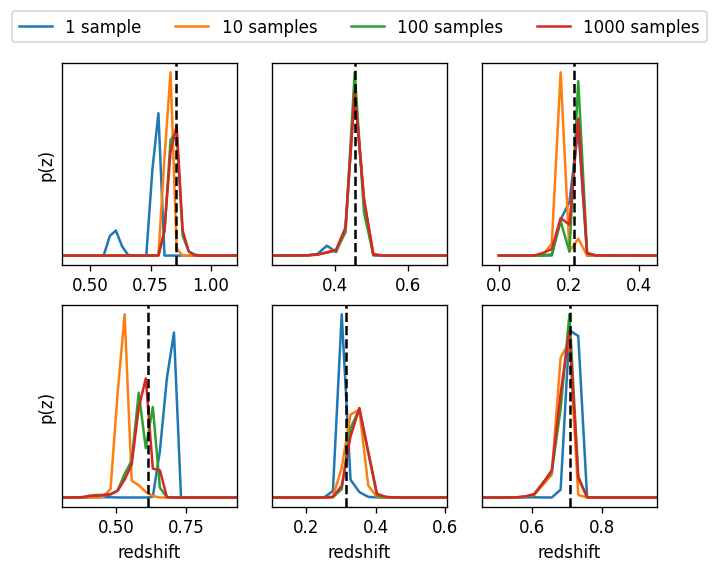 1 sample 10 samples 100 samples 1000 samples
p(z)
0.50 0.75 1.00
0.4 0.6
0.0 0.2 0.4
p(z)
0.50 0.75
0.2 0.4 0.6
0.6 0.8
redshift redshift redshift